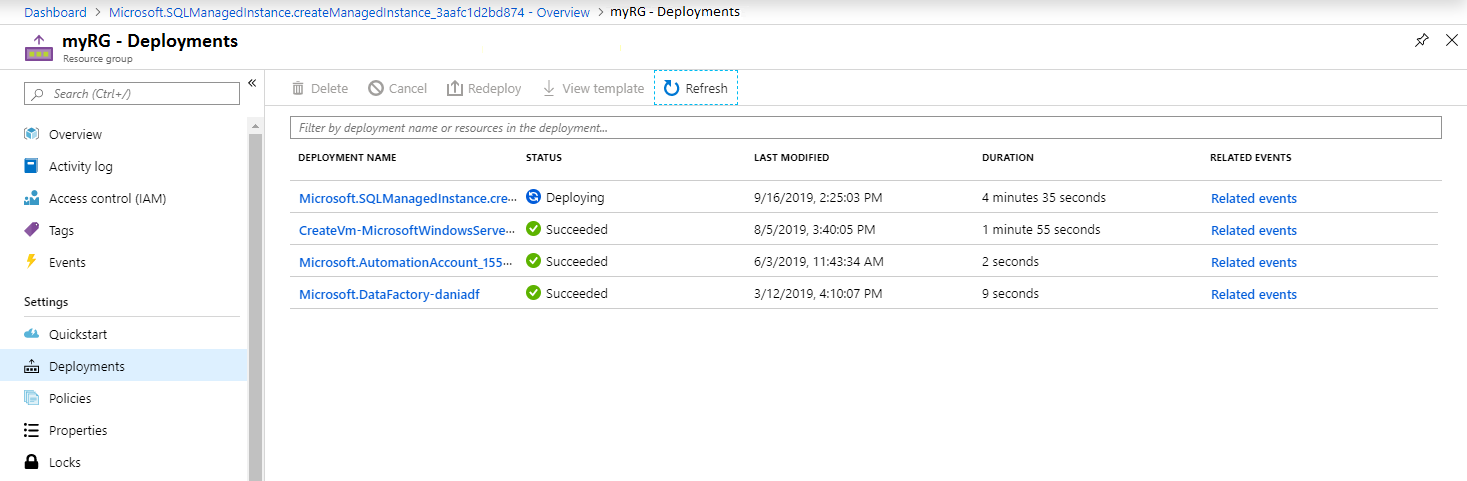 Dashboard > Microsoft.SQLManagedInstance.createManagedInstance_3aafc1d2bd874 - Overview > myRG - Deployments
myRG - Deployments
Resource group
Search (Ctrl+/)
«
Overview
Activity log
Access control (IAM)
Tags
Events
Settings
Quickstart
Deployments
Policies
Properties
Locks
Delete Cancel Redeploy View template Refresh
Filter by deployment name or resources in the deployment...
DEPLOYMENT NAME STATUS LAST MODIFIED DURATION RELATED EVENTS
Microsoft.SQLManagedInstance.cre··· Deploying 9/16/2019, 2:25:03 PM 4 minutes 35 seconds Related events
CreateVm-MicrosoftWindowsServe··· Succeeded 8/5/2019, 3:40:05 PM 1 minute 55 seconds Related events
Microsoft.AutomationAccount_155··· Succeeded 6/3/2019, 11:43:34 AM 2 seconds Related events
Microsoft.DataFactory-daniadf Succeeded 3/12/2019, 4:10:07 PM 9 seconds Related events